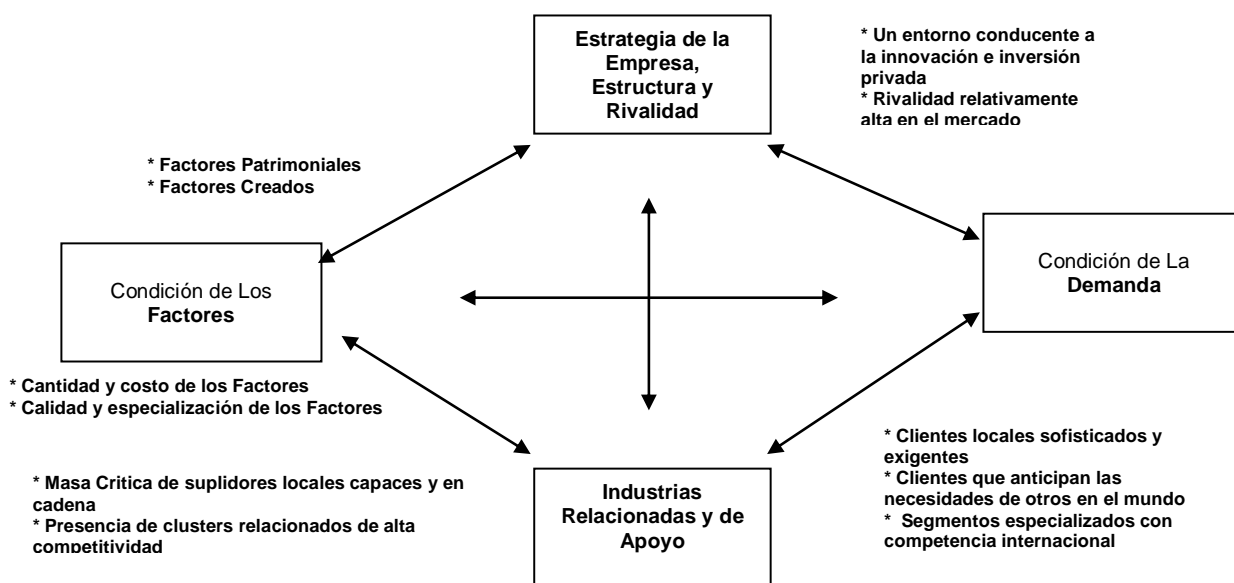 Estrategia de la
Empresa,
Estructura y
Rivalidad
* Un entorno conducente a
la innovación e inversión
privada
* Rivalidad relativamente
alta en el mercado
* Factores Patrimoniales
* Factores Creados
Condición de Los
Factores
Condición de La
Demanda
* Cantidad y costo de los Factores
* Calidad y especialización de los Factores
* Masa Critica de suplidores locales capaces y en
cadena
* Presencia de clusters relacionados de alta
competitividad
Industrias
Relacionadas y de
Apoyo
* Clientes locales sofisticados y
exigentes
* Clientes que anticipan las
necesidades de otros en el mundo
* Segmentos especializados con
competencia internacional